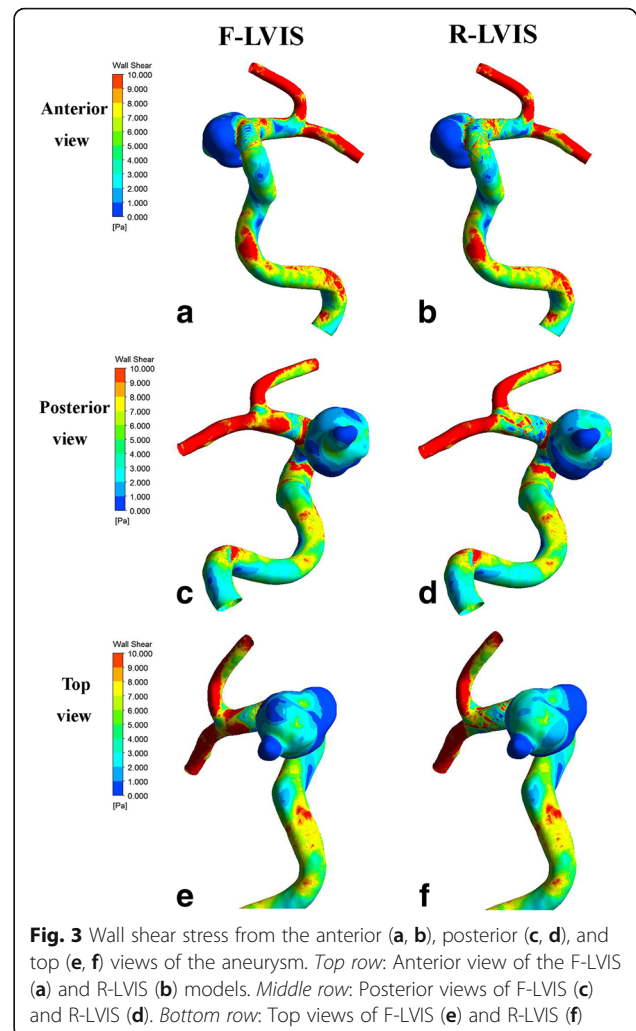 F-LVIS R-LVIS
Anterior
view
Wall Shear
10.000
9.000
8.000
7.000
6.000
5.000
4.000
3.000
2.000
1.000
0.000
[Pa]
a b
Posterior
view
Wall Shear
10.000
9.000
8.000
7.000
6.000
5.000
4.000
3.000
2.000
1.000
0.000
[Pa]
c d
Top
view
Wall Shear
10.000
9.000
8.000
7.000
6.000
5.000
4.000
3.000
2.000
1.000
0.000
[Pa]
e f
Fig. 3 Wall shear stress from the anterior (a, b), posterior (c, d), and
top (e, f) views of the aneurysm. Top row: Anterior view of the F-LVIS
(a) and R-LVIS (b) models. Middle row: Posterior views of F-LVIS (c)
and R-LVIS (d). Bottom row: Top views of F-LVIS (e) and R-LVIS (f)